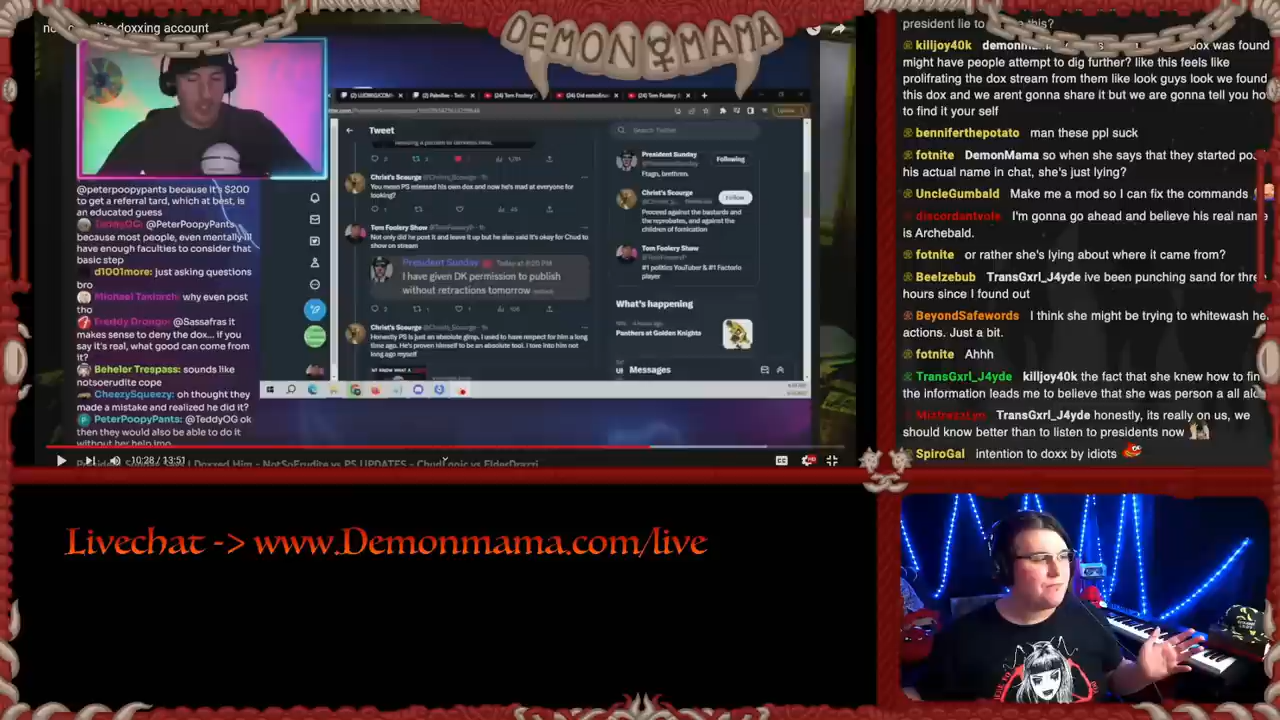 doxxing account
DEMON MAMA
Tweet
Search Twitter
Christ's Scourge
You mean PS released his own dox and now he's mad at everyone for
looking?
Tom Foolery Show
Not only did he post it and leave it up but he also said it's okay for Chud to
show on stream
President Sunday Today at 8:20 PM
I have given DK permission to publish
without retractions tomorrow
Christ's Scourge
Honestly PS is just an absolute gimp. I used to have respect for him a long
time ago. He's proven himself to be an absolute tool. I tore into him not
long ago myself
President Sunday
Following
Ftagn, brethren.
Christ's Scourge
Follow
Proceed against the bastards and
the reprobates, and against the
children of fornication
Tom Foolery Show
#1 politics YouTuber & #1 Factorio
player
What's happening
Panthers at Golden Knights
Messages
@peterpoopypants because it's $200
to get a referral tard, which at best, is
an educated guess
TeddyOG: @PeterPoopyPants
because most people, even mentally ill
have enough faculties to consider that
basic step
d1001more: just asking questions
bro
why even post
tho
@Sassafras it
makes sense to deny the dox... if you
say it's real, what good can come from
it?
Beheler Trespass: sounds like
notsoerudite cope
CheezySqueezy: oh thought they
made a mistake and realized he did it?
PeterPoopyPants: @TeddyOG ok
then they would also be able to do it
without her help imo
10:28 / 13:51
killjoy40k
dox was found
might have people attempt to dig further? like this feels like
prolifrating the dox stream from them like look guys look we found
this dox and we arent gonna share it but we are gonna tell you ho
to find it your self
benniferthepotato man these ppl suck
fotnite DemonMama so when she says that they started po
his actual name in chat, she's just lying?
UncleGumbald Make me a mod so I can fix the commands
discordantvole I'm gonna go ahead and believe his real name
is Archebald.
fotnite or rather she's lying about where it came from?
Beelzebub TransGxrl_J4yde ive been punching the air for three
hours since I found out
BeyondSafewords I think she might be trying to whitewash he
actions. Just a bit.
fotnite Ahhh
TransGxrl_J4yde killjoy40k the fact that she knew how to fin
the information leads me to believe that she was person a all alo
MistressLyn TransGxrl_J4yde honestly, its really on us, we
should know better than to listen to presidents now
SpiroGal intention to doxx by idiots
Livechat -> www.Demonmama.com/live